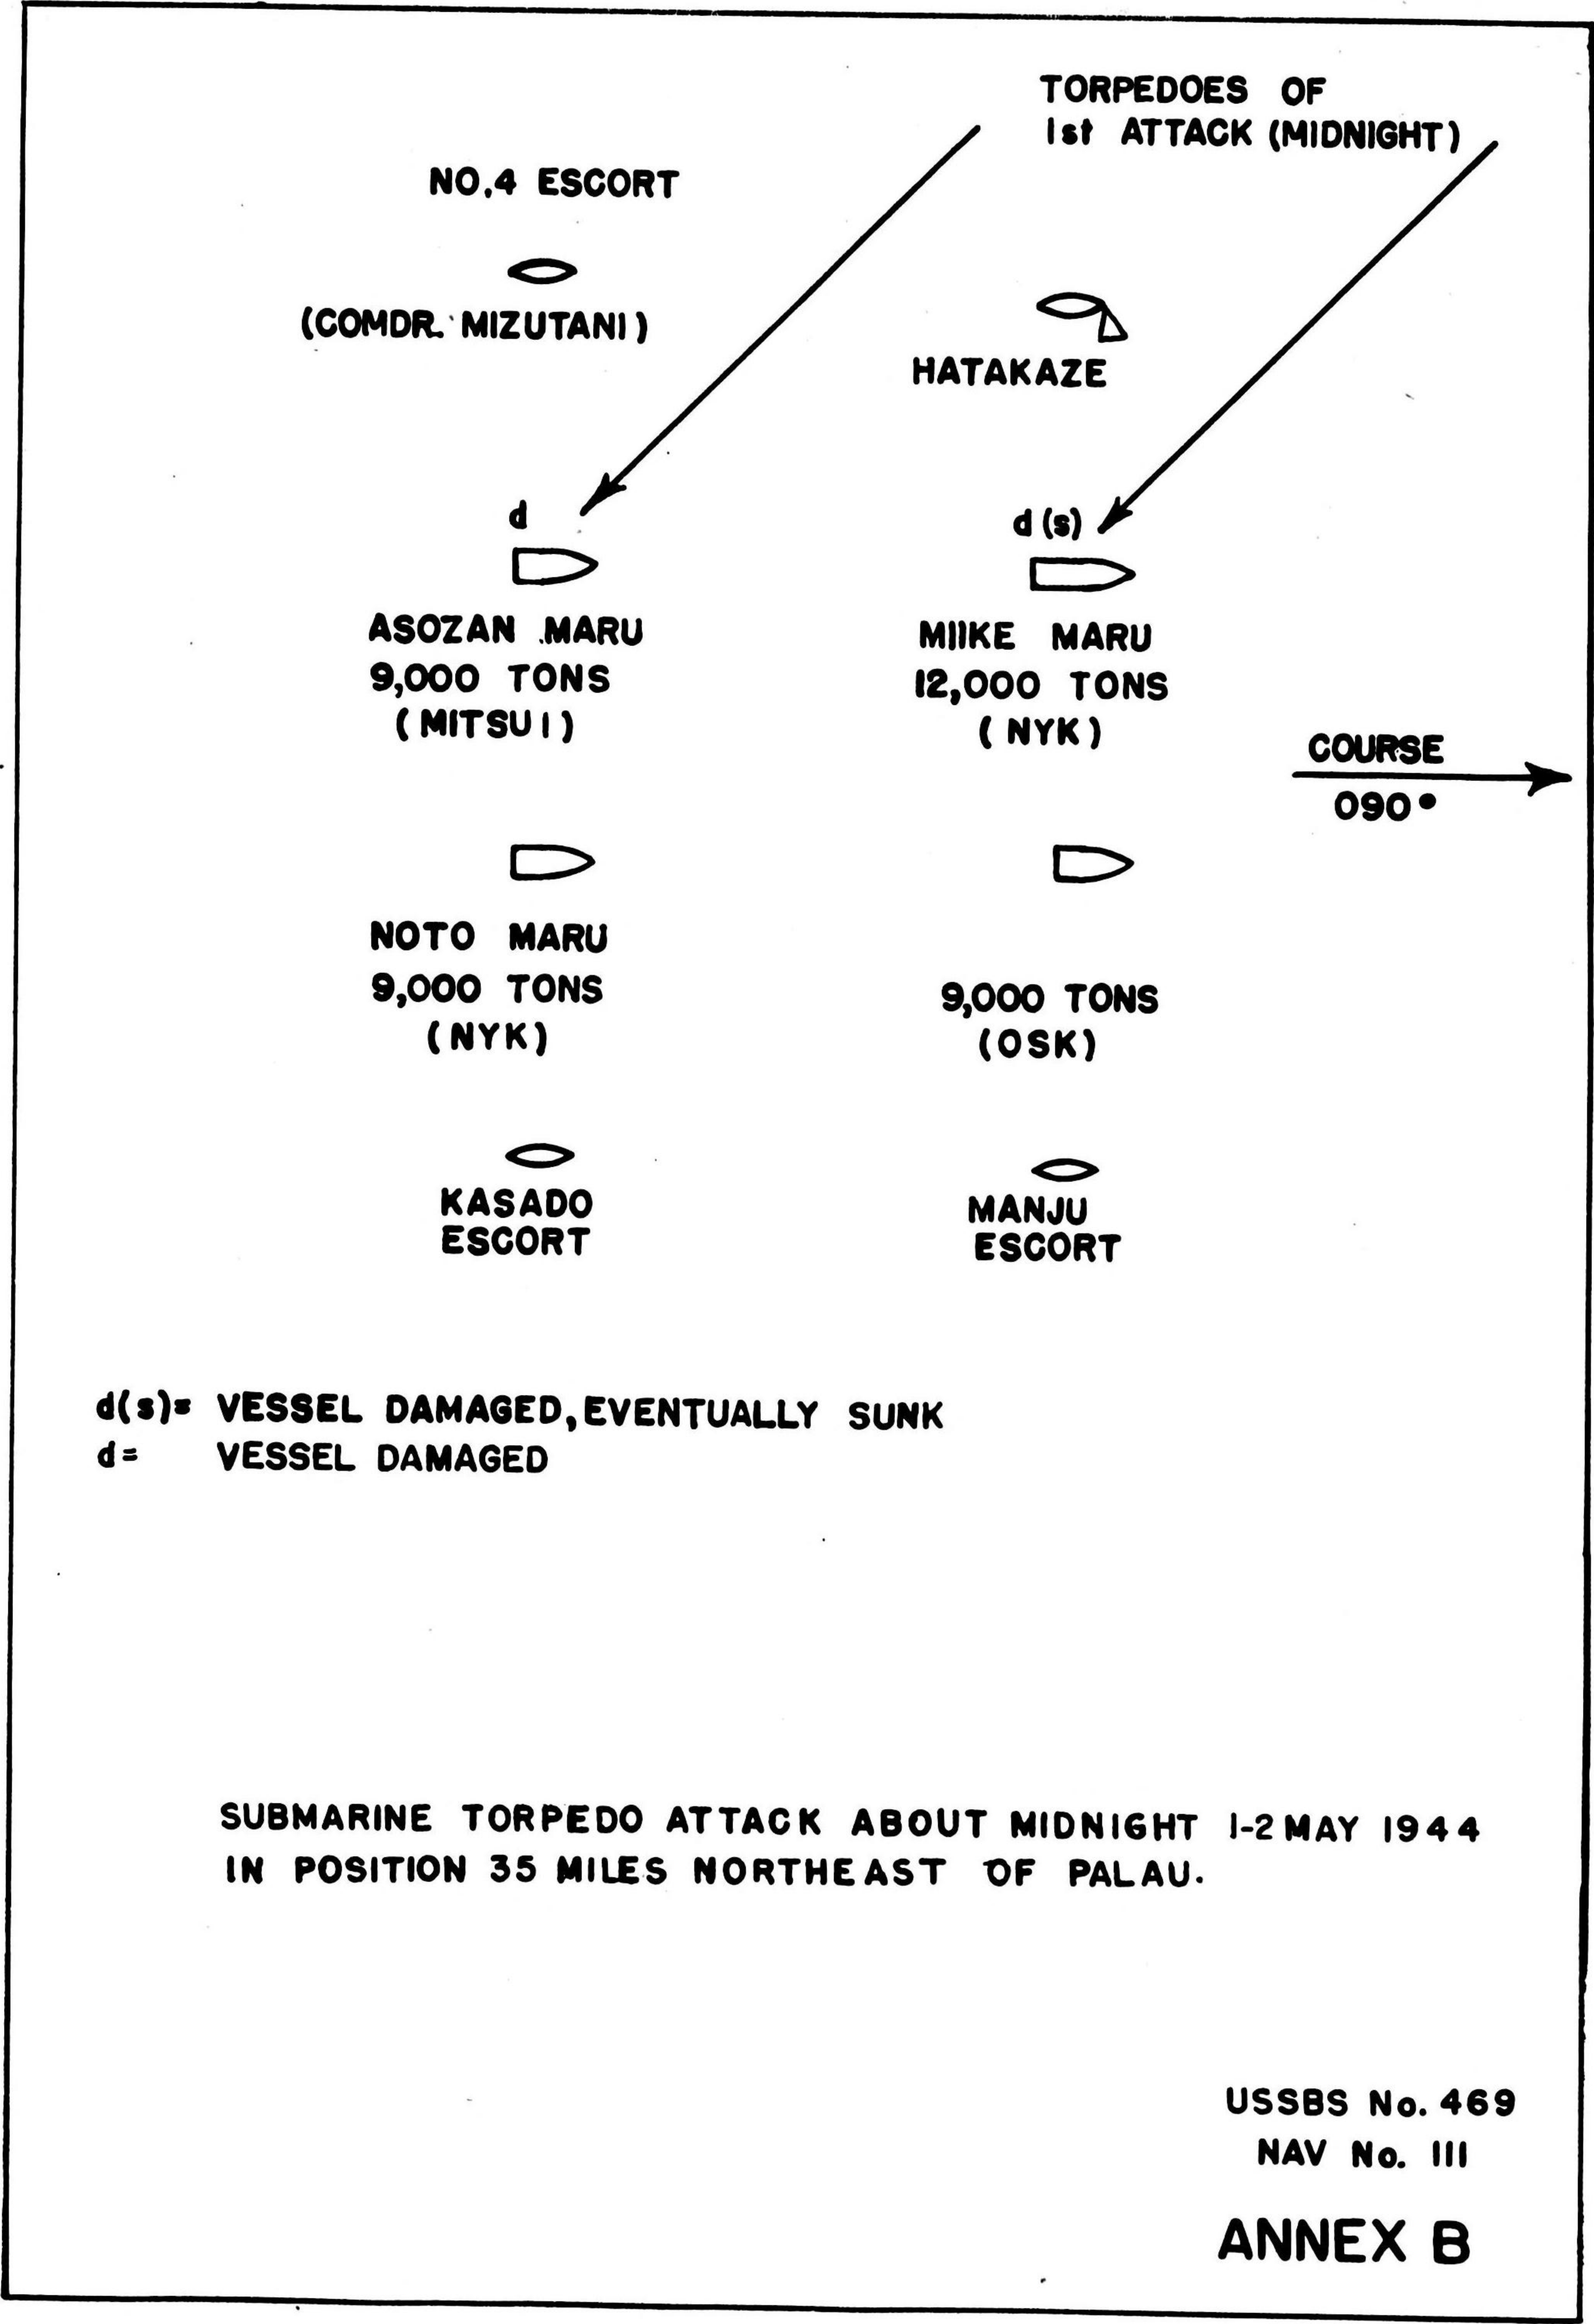 TORPEDOES OF
1st ATTACK (MIDNIGHT)
NO.4 ESCORT
(COMDR. MIZUTANI)
HATAKAZE
d
d (s)
ASOZAN MARU
9,000 TONS
(MITSUI)
MIIKE MARU
12,000 TONS
(NYK)
COURSE
090°
NOTO MARU
9,000 TONS
(NYK)
9,000 TONS
(OSK)
KASADO
ESCORT
MANJU
ESCORT
d(s)= VESSEL DAMAGED, EVENTUALLY SUNK
d= VESSEL DAMAGED
SUBMARINE TORPEDO ATTACK ABOUT MIDNIGHT 1-2 MAY 1944
IN POSITION 35 MILES NORTHEAST OF PALAU.
USSBS No. 469
NAV No. 111
ANNEX B